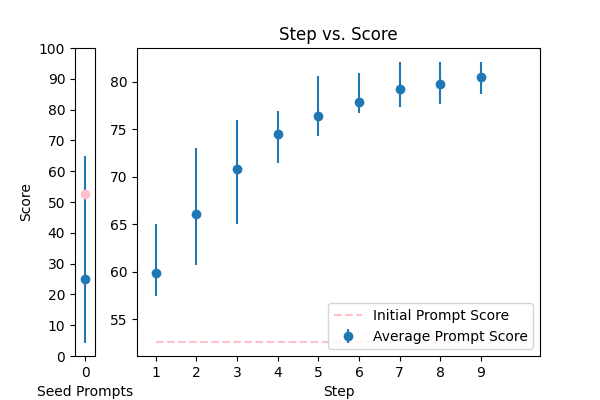 Step vs. Score
Score
100
90
80
70
60
50
40
30
20
10
0
0
Seed Prompts
80
75
70
65
60
55
1 2 3 4 5 6 7 8 9
Step
Initial Prompt Score
Average Prompt Score